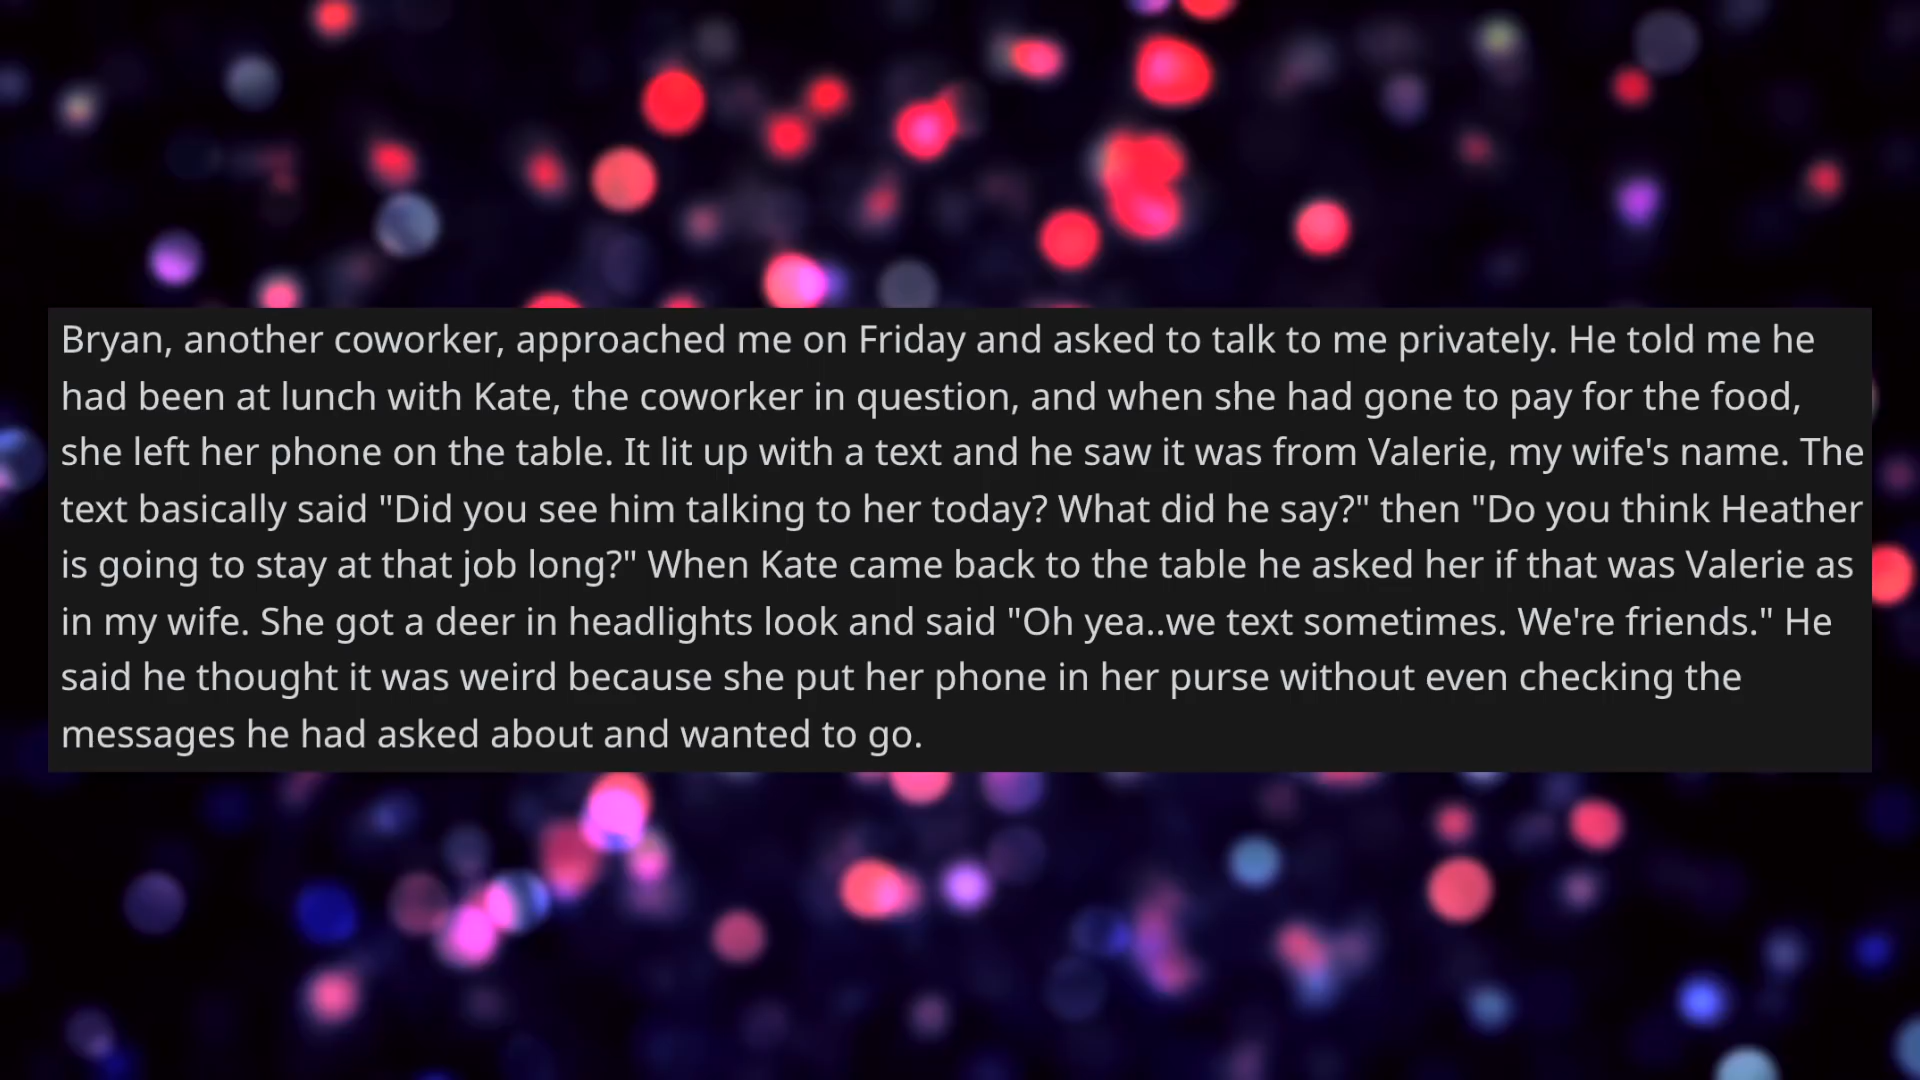 Bryan, another coworker, approached me on Friday and asked to talk to me privately. He told me he
had been at lunch with Kate, the coworker in question, and when she had gone to pay for the food,
she left her phone on the table. It lit up with a text and he saw it was from Valerie, my wife's name. The
text basically said "Did you see him talking to her today? What did he say?" then "Do you think Heather
is going to stay at that job long?" When Kate came back to the table he asked her if that was Valerie as
in my wife. She got a deer in headlights look and said "Oh yea..we text sometimes. We're friends." He
said he thought it was weird because she put her phone in her purse without even checking the
messages he had asked about and wanted to go.